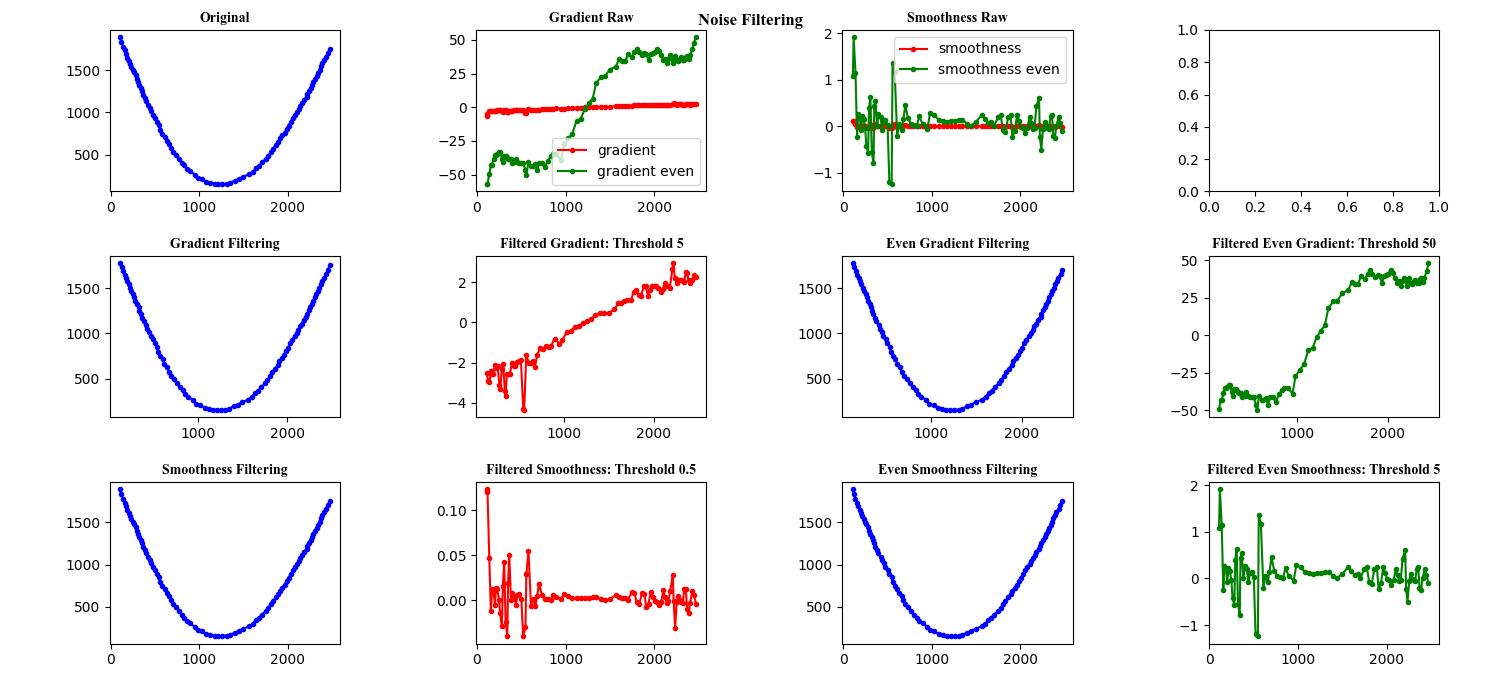 Noise Filtering
Original
1500
1000
500
0 1000 2000
Gradient Raw
50
25
0
−25
−50
gradient
gradient even
0 1000 2000
Smoothness Raw
2
1
0
−1
smoothness
smoothness even
0 1000 2000
1.0
0.8
0.6
0.4
0.2
0.0
0.0 0.2 0.4 0.6 0.8 1.0
Gradient Filtering
1500
1000
500
1000 2000
Filtered Gradient: Threshold 5
2
0
−2
−4
1000 2000
Even Gradient Filtering
1500
1000
500
1000 2000
Filtered Even Gradient: Threshold 50
50
25
0
−25
−50
1000 2000
Smoothness Filtering
1500
1000
500
0 1000 2000
Filtered Smoothness: Threshold 0.5
0.10
0.05
0.00
0 1000 2000
Even Smoothness Filtering
1500
1000
500
0 1000 2000
Filtered Even Smoothness: Threshold 5
2
1
0
−1
0 1000 2000